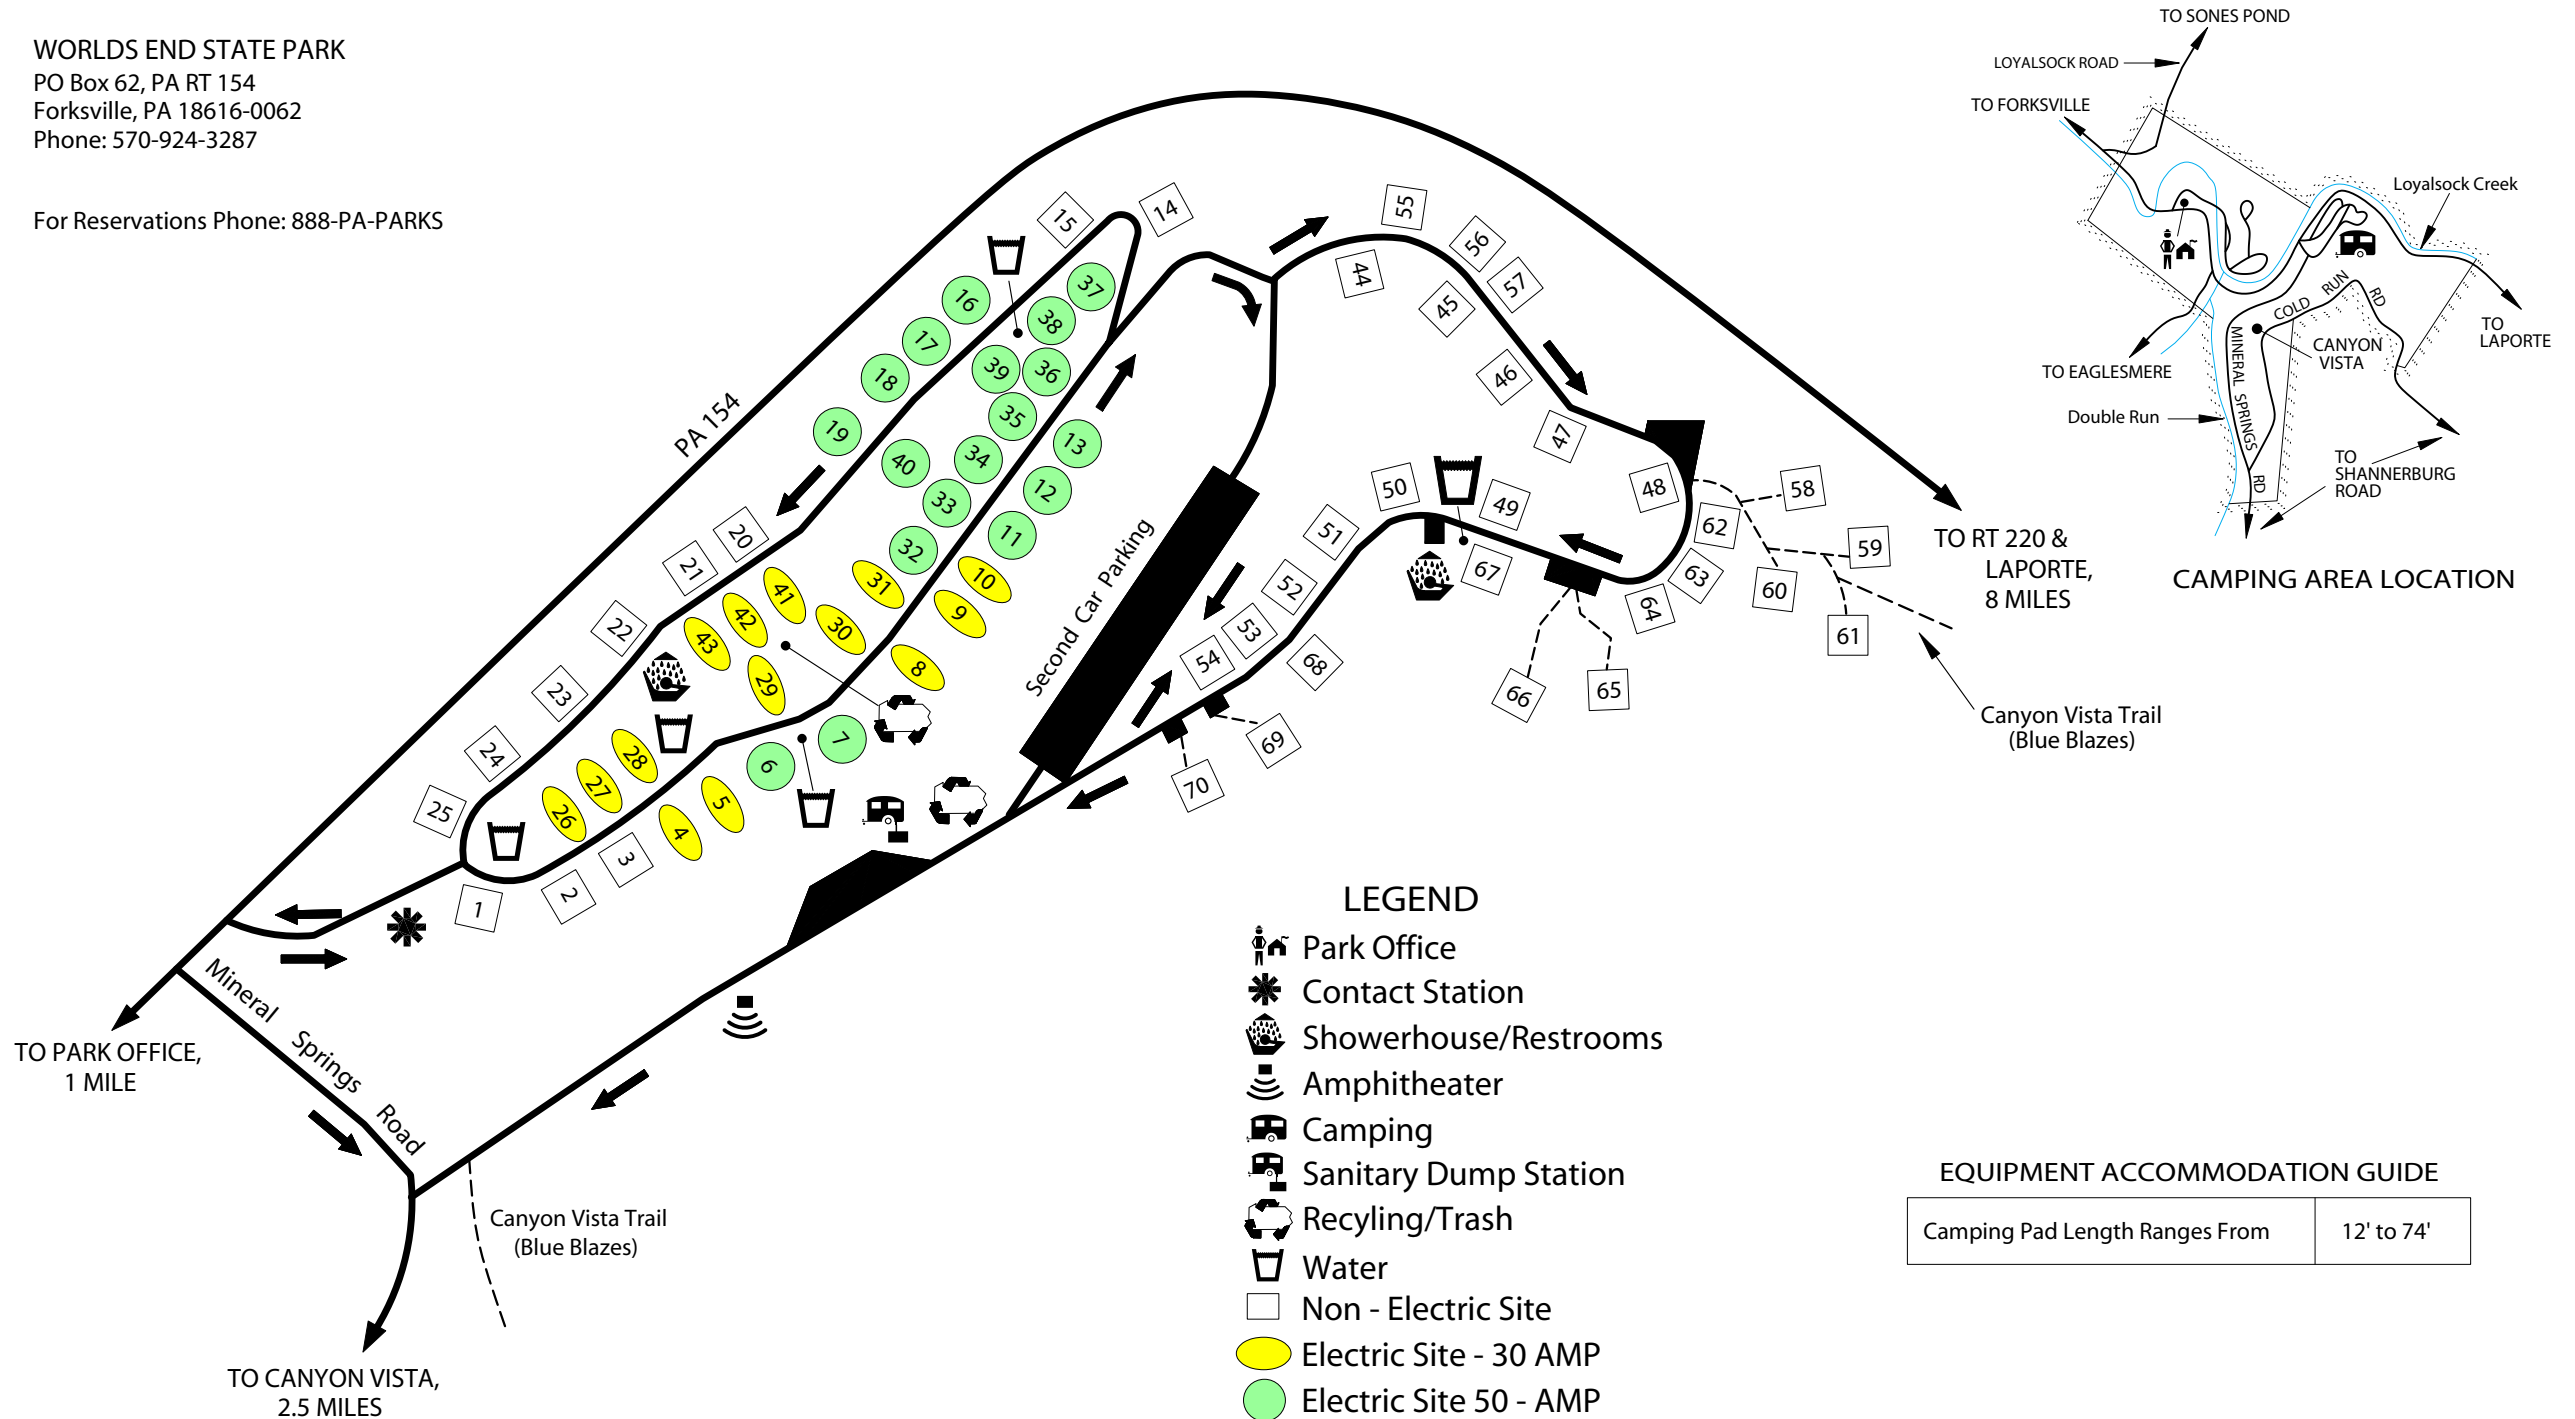 WORLDS END STATE PARK
PO Box 62, PA RT 154
Forksville, PA 18616-0062
Phone: 570-924-3287
For Reservations Phone: 888-PA-PARKS
TO SONES POND
LOYALSOCK ROAD
TO FORKSVILLE
Loyalsock Creek
COLD RUN RD
TO
LAPORTE
CANYON
VISTA
TO EAGLESMERE
MINERAL SPRINGS RD
Double Run
TO
SHANNERBURG
ROAD
CAMPING AREA LOCATION
PA 154
15
14
55
56
57
44
45
46
47
16
17
18
19
37
38
39
36
35
34
40
33
32
13
12
11
10
9
8
31
30
41
42
43
29
20
21
22
23
24
25
28
27
26
7
6
5
4
3
2
1
Second Car Parking
50
49
48
51
52
53
54
67
68
69
70
62
63
64
65
66
58
59
60
61
TO RT 220 &
LAPORTE,
8 MILES
Canyon Vista Trail
(Blue Blazes)
Mineral Springs Road
TO PARK OFFICE,
1 MILE
Canyon Vista Trail
(Blue Blazes)
TO CANYON VISTA,
2.5 MILES
LEGEND
Park Office
Contact Station
Showerhouse/Restrooms
Amphitheater
Camping
Sanitary Dump Station
Recyling/Trash
Water
Non - Electric Site
Electric Site - 30 AMP
Electric Site 50 - AMP
EQUIPMENT ACCOMMODATION GUIDE
Camping Pad Length Ranges From 12' to 74'